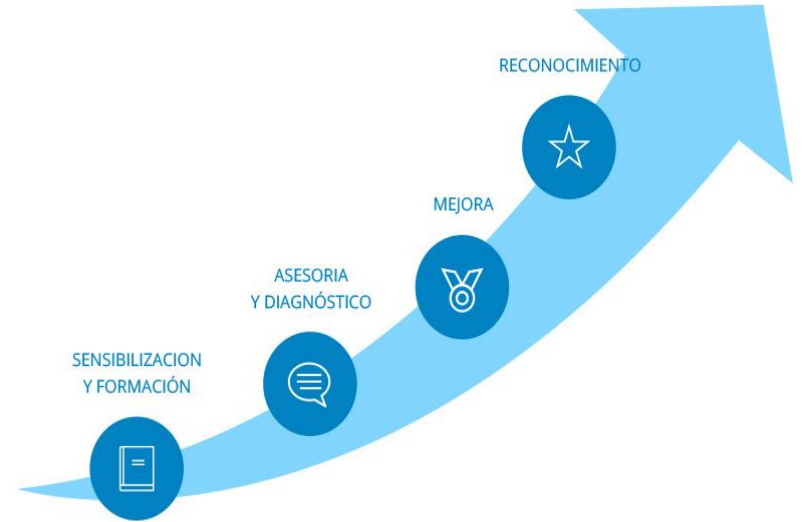 RECONOCIMIENTO
MEJORA
ASESORIA
Y DIAGNÓSTICO
SENSIBILIZACION
Y FORMACIÓN